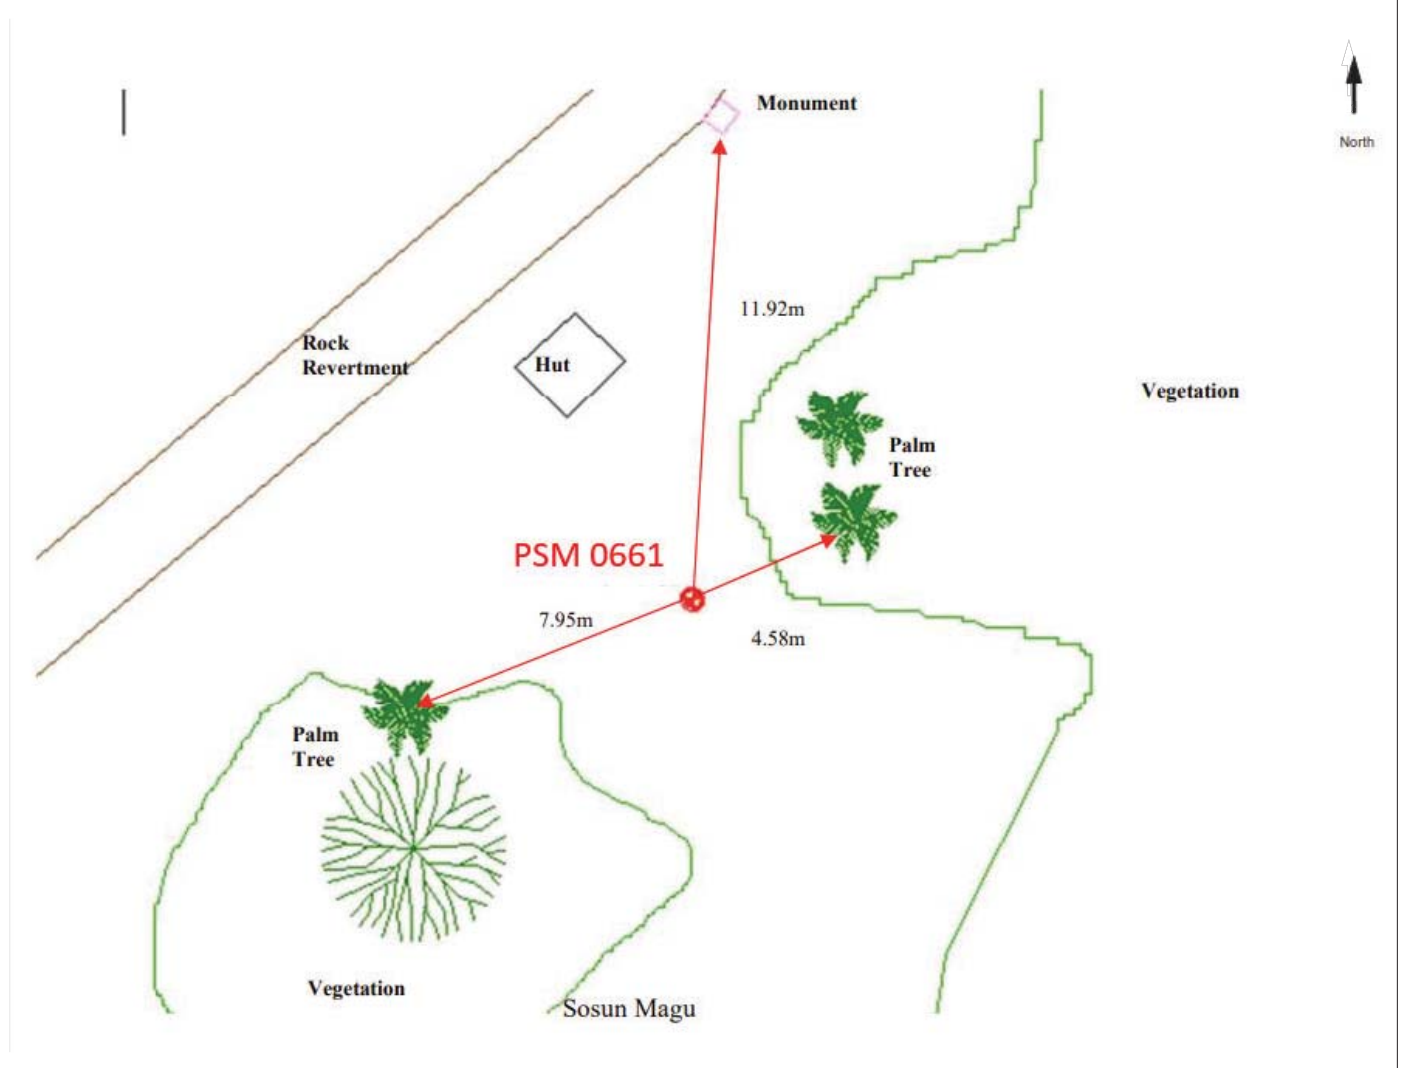 Monument
North
11.92m
Rock
Revertment
Hut
Vegetation
Palm
Tree
PSM 0661
7.95m
4.58m
Palm
Tree
Vegetation
Sosun Magu